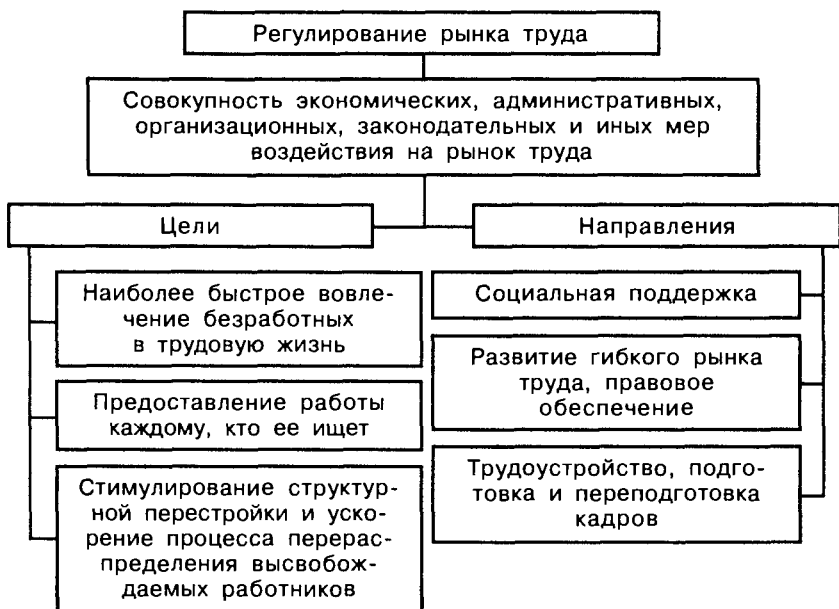 Регулирование рынка труда
Совокупность экономических, административных,
организационных, законодательных и иных мер
воздействия на рынок труда
Цели
Наиболее быстрое вовле-
чение безработных
в трудовую жизнь
Предоставление работы
каждому, кто ее ищет
Стимулирование структур-
ной перестройки и уско-
рение процесса перерас-
пределения высвобож-
даемых работников
Направления
Социальная поддержка
Развитие гибкого рынка
труда, правовое
обеспечение
Трудоустройство, подго-
товка и переподготовка
кадров